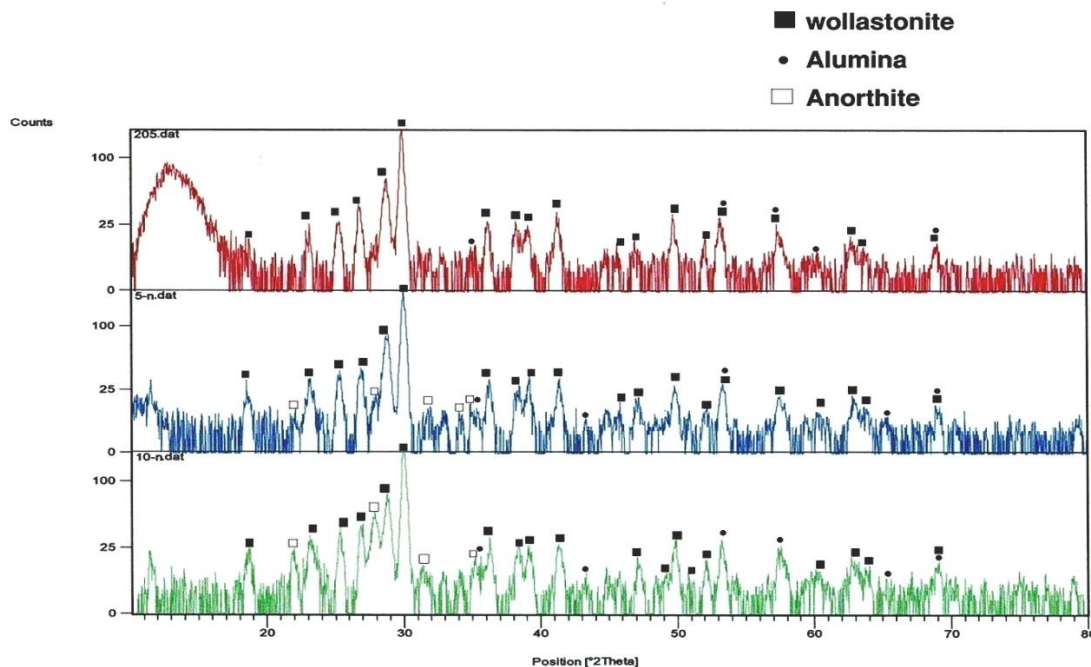 wollastonite
Alumina
Anorthite
Counts
205.dat
100
25
0
5-n.dat
100
25
0
10-n.dat
100
25
0
20 30 40 50 60 70 80
Position [°2Theta]